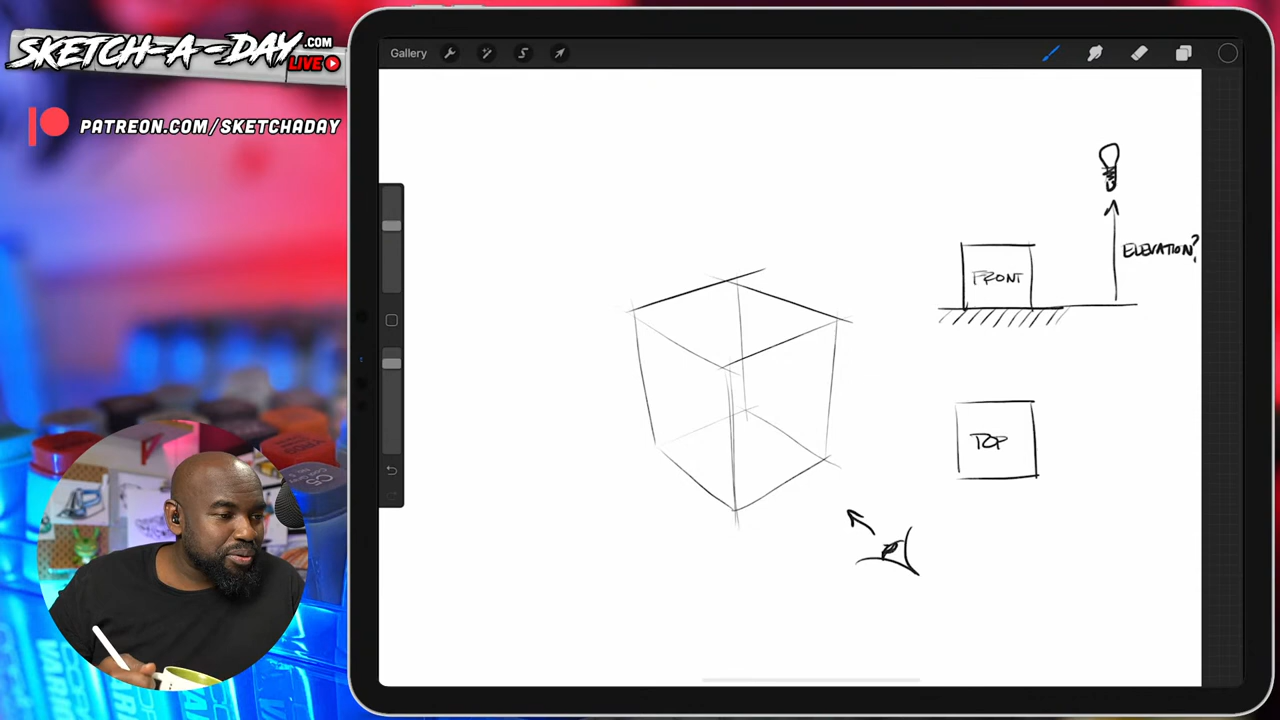 SKETCH-A-DAY.COM
LIVE
PATREON.COM/SKETCHADAY
Gallery
ELEVATION?
FRONT
TOP